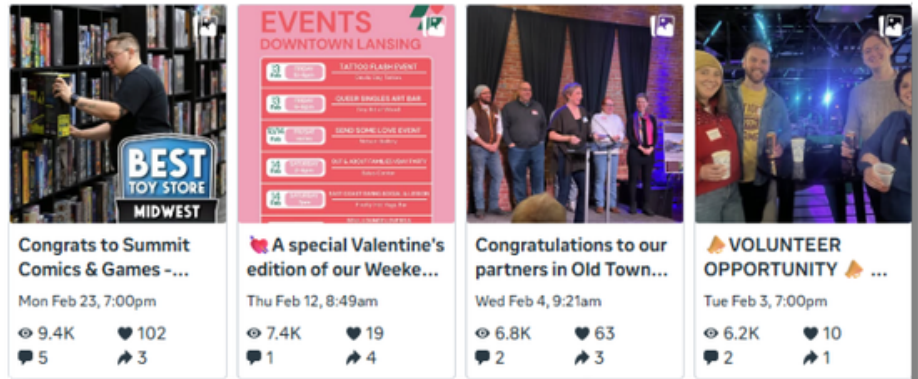 BEST
TOY STORE
MIDWEST
Congrats to Summit
Comics & Games -...
Mon Feb 23, 7:00pm
9.4K
102
5
3
EVENTS
DOWNTOWN LANSING
TATTOO FLASH EVENT
QUEER SINGLES ART BAR
SEND SOME LOVE EVENT
💘 A special Valentine's
edition of our Weeke...
Thu Feb 12, 8:49am
7.4K
19
1
4
Congratulations to our
partners in Old Town...
Wed Feb 4, 9:21am
6.8K
63
2
3
📣 VOLUNTEER
OPPORTUNITY 📣 ...
Tue Feb 3, 7:00pm
6.2K
10
2
1